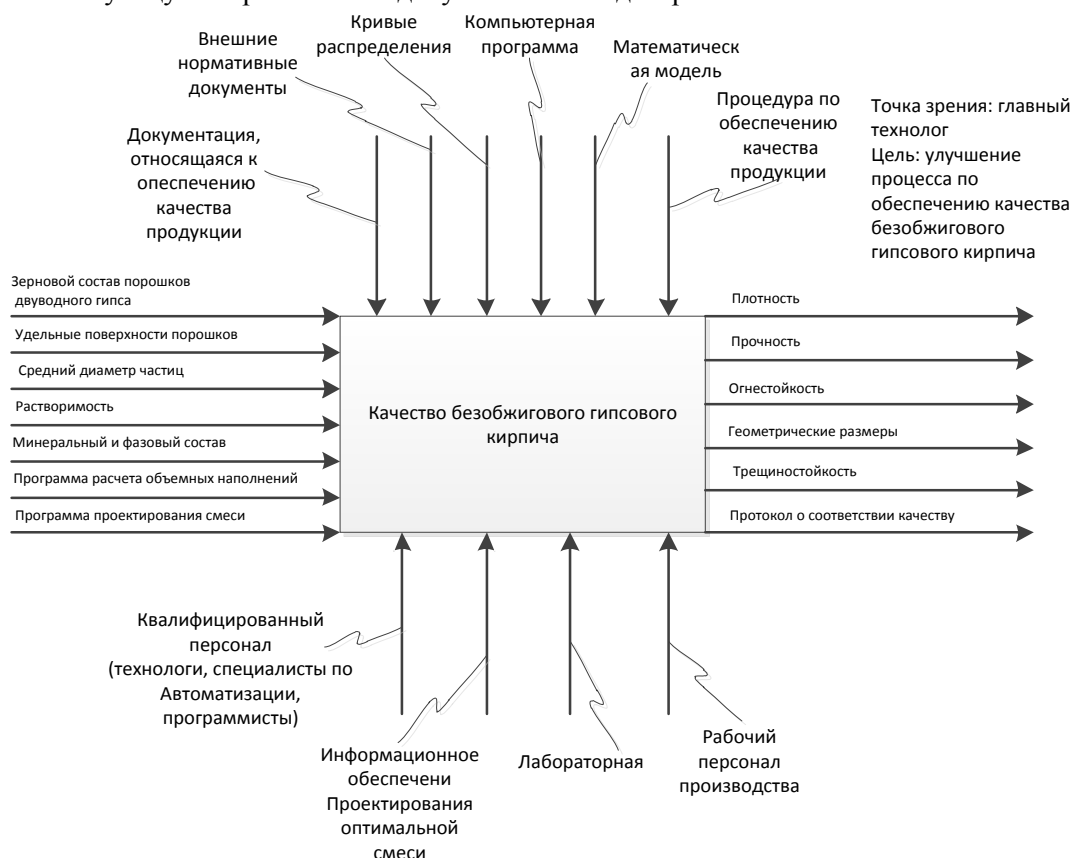 Кривые
распределения
Компьютерная
программа
Внешние
нормативные
документы
Математическ
ая модель
Процедура по
обеспечению
качества
продукции
Точка зрения: главный
технолог
Цель: улучшение
процесса по
обеспечению качества
безобжигового
гипсового кирпича
Документация,
относящаяся к
опеспечению
качества
продукции
Зерновой состав порошков
двуводного гипса
Удельные поверхности порошков
Средний диаметр частиц
Растворимость
Минеральный и фазовый состав
Программа расчета объемных наполнений
Программа проектирования смеси
Качество безобжигового гипсового
кирпича
Плотность
Прочность
Огнестойкость
Геометрические размеры
Трещиностойкость
Протокол о соответствии качеству
Квалифицированный
персонал
(технологи, специалисты по
Автоматизации,
программисты)
Информационное
обеспечени
Проектирования
оптимальной
смеси
Лабораторная
Рабочий
персонал
производства